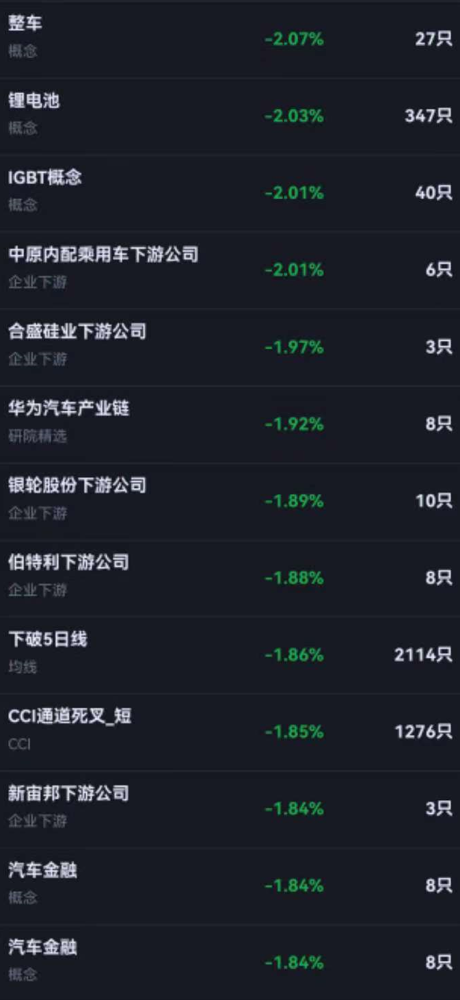 整车
-2.07% 27只
概念
锂电池
-2.03% 347只
概念
IGBT概念
-2.01% 40只
概念
中原内配乘用车下游公司
-2.01% 6只
企业下游
合盛硅业下游公司
-1.97% 3只
企业下游
华为汽车产业链
-1.92% 8只
研院精选
银轮股份下游公司
-1.89% 10只
企业下游
伯特利下游公司
-1.88% 8只
企业下游
下破5日线
-1.86% 2114只
均线
CCI通道死叉_短
-1.85% 1276只
CCI
新宙邦下游公司
-1.84% 3只
企业下游
汽车金融
-1.84% 8只
概念
汽车金融
-1.84% 8只
概念